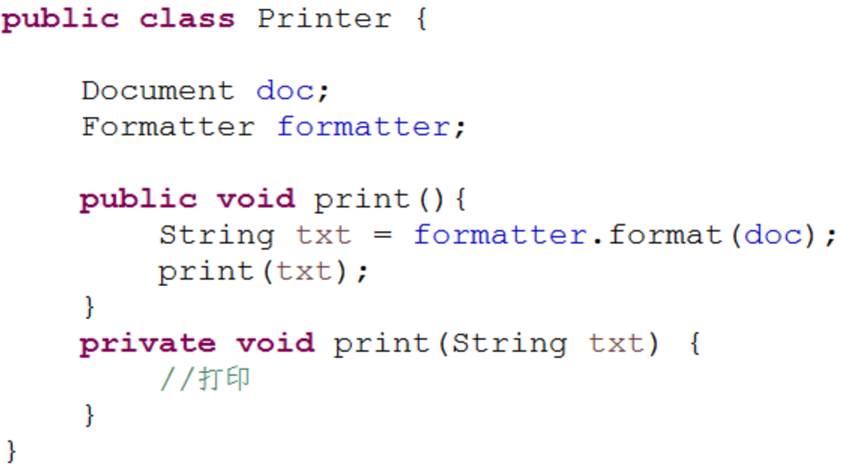 public class Printer {
Document doc;
Formatter formatter;
public void print(){
String txt = formatter.format(doc);
print(txt);
}
private void print(String txt) {
//打印
}
}